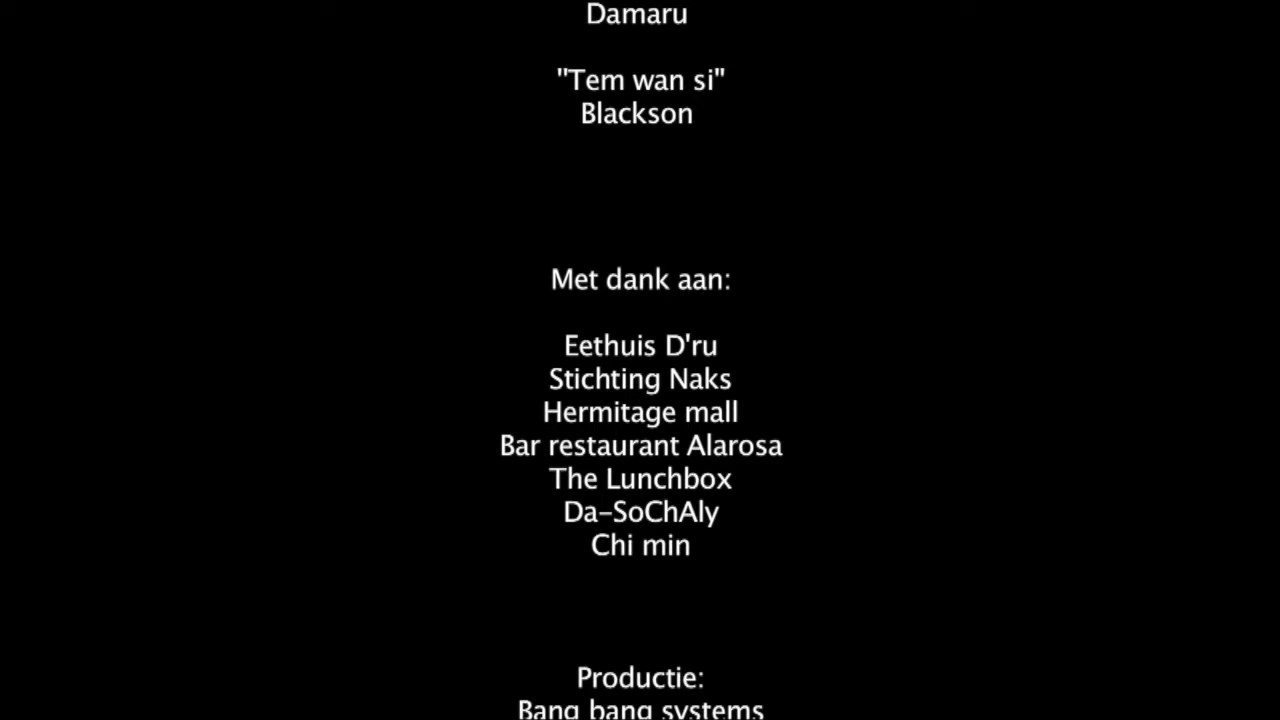 Damaru
"Tem wan si"
Blackson
Met dank aan:
Eethuis D'ru
Stichting Naks
Hermitage mall
Bar restaurant Alarosa
The Lunchbox
Da-SoChAly
Chi min
Productie:
Bang bang systems